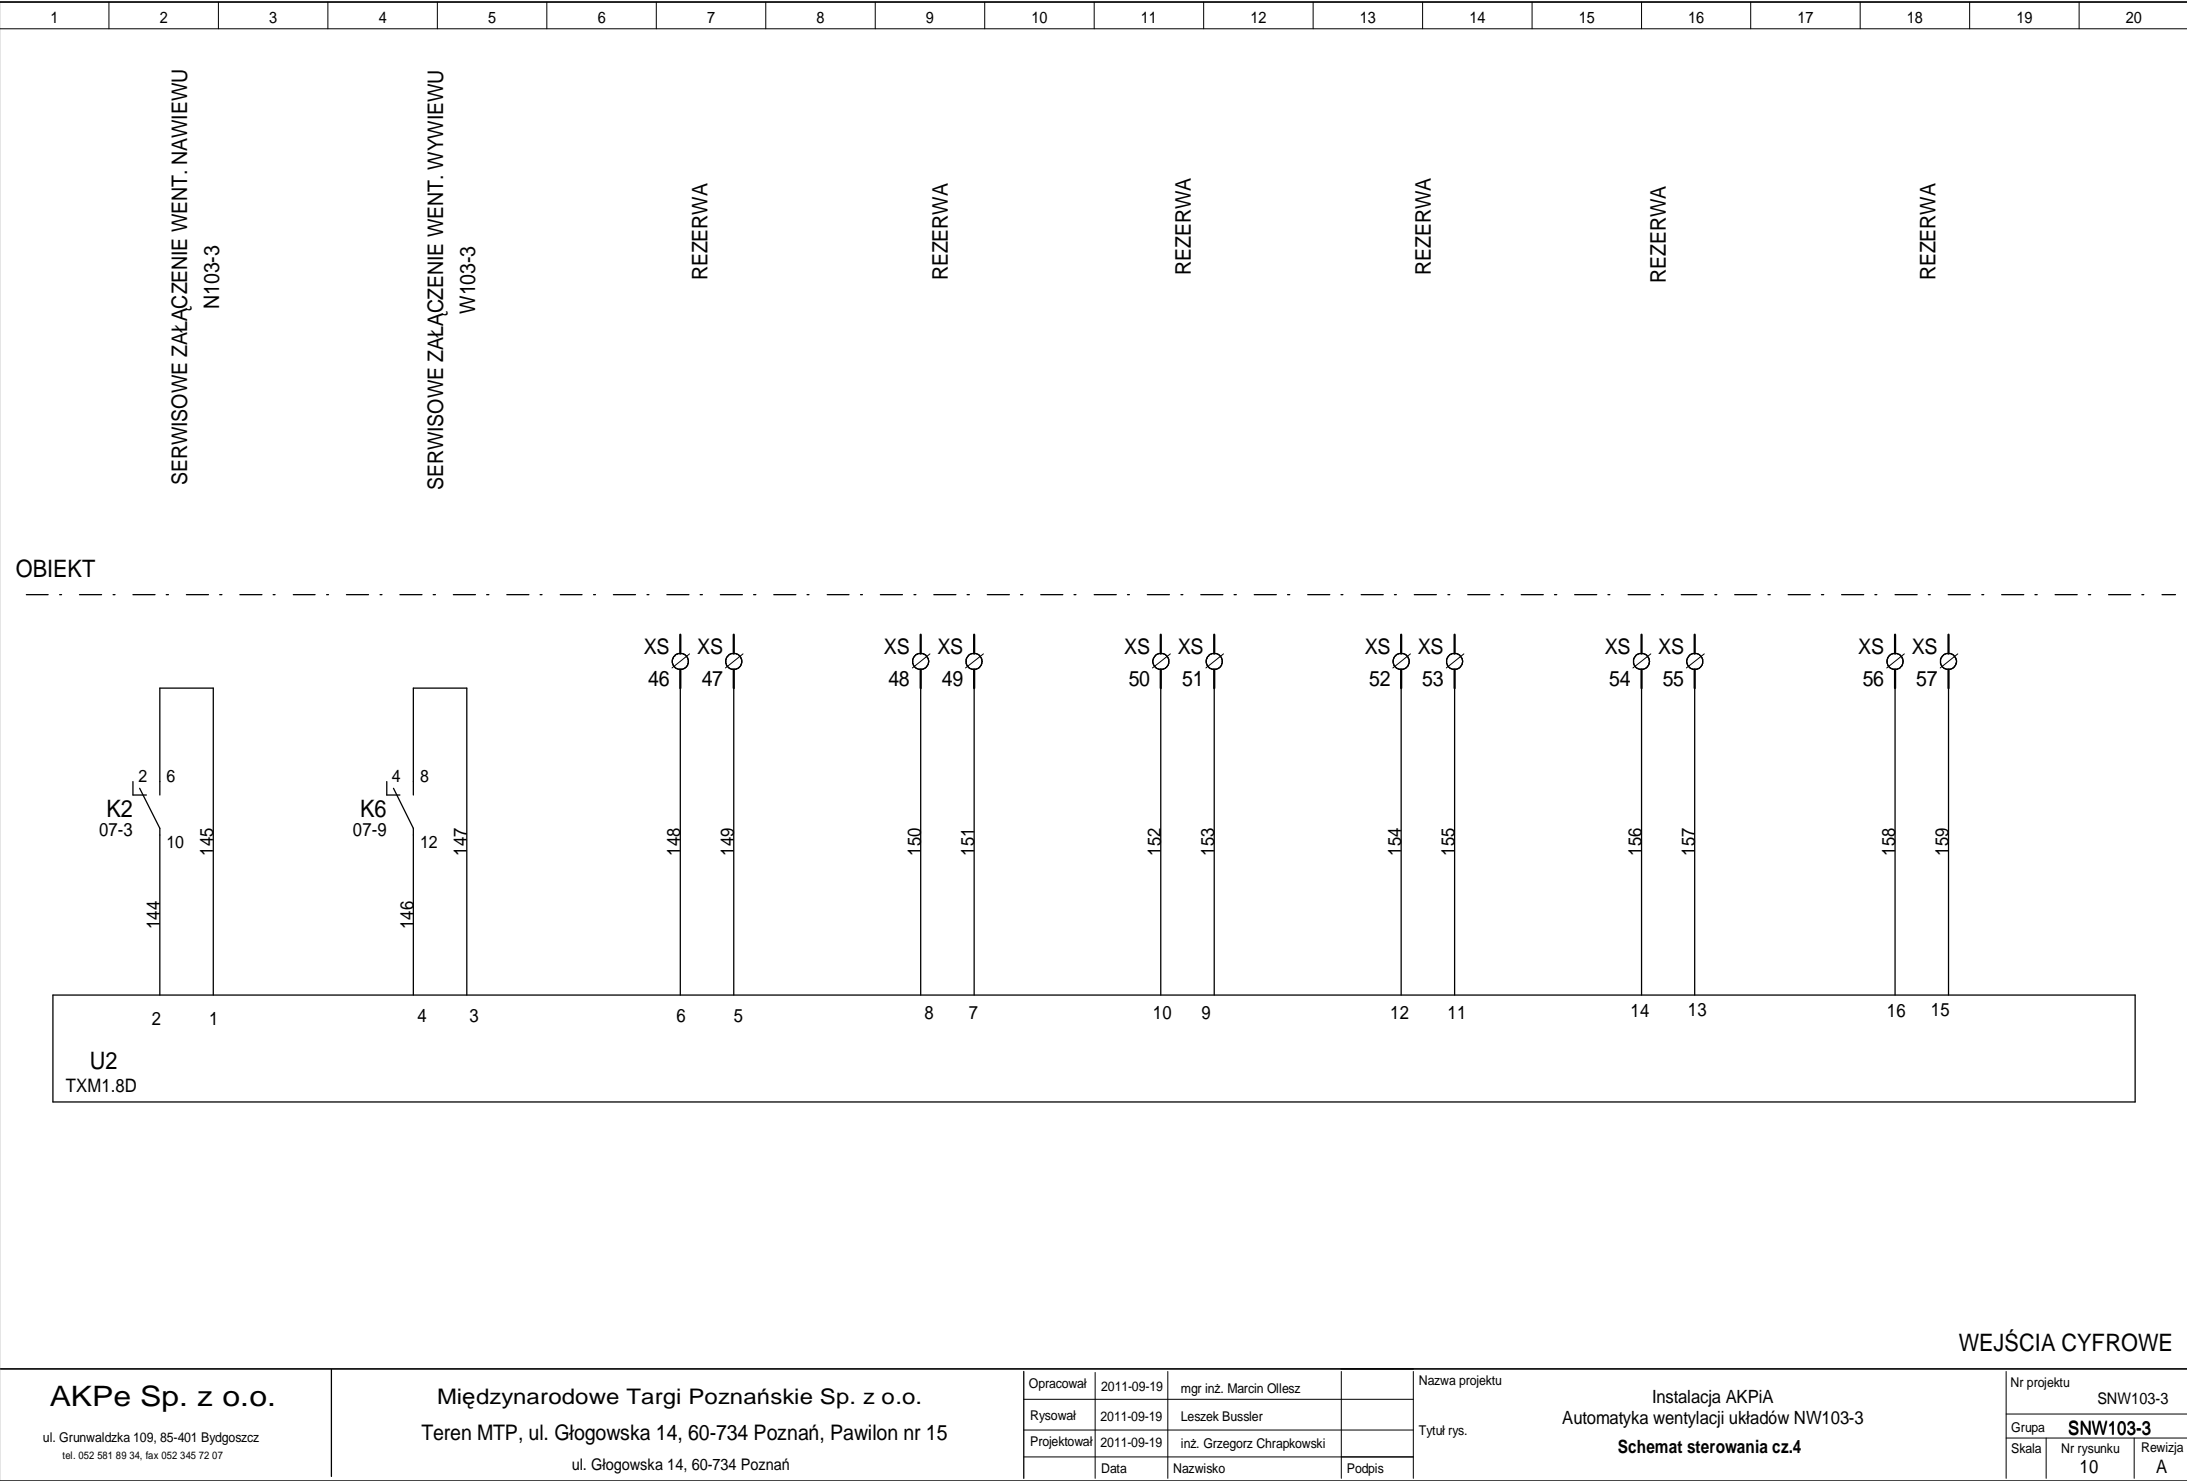 1 2 3 4 5 6 7 8 9 10 11 12 13 14 15 16 17 18 19 20
SERWISOWE ZAŁĄCZENIE WENT. NAWIEWU
N103-3
SERWISOWE ZAŁĄCZENIE WENT. WYWIEWU
W103-3
REZERWA
REZERWA
REZERWA
REZERWA
REZERWA
REZERWA
OBIEKT
XS XS XS XS XS XS XS XS XS XS XS XS
46 47 48 49 50 51 52 53 54 55 56 57
2 6 4 8
K2 K6
07-3 07-9
10 145 12 147 148 149 150 151 152 153 154 155 156 157 158 159
144 146
2 1 4 3 6 5 8 7 10 9 12 11 14 13 16 15
U2
TXM1.8D
WEJŚCIA CYFROWE
AKPe Sp. z o.o.
ul. Grunwaldzka 109, 85-401 Bydgoszcz
tel. 052 581 89 34, fax 052 345 72 07
Międzynarodowe Targi Poznańskie Sp. z o.o.
Teren MTP, ul. Głogowska 14, 60-734 Poznań, Pawilon nr 15
ul. Głogowska 14, 60-734 Poznań
Opracował 2011-09-19 mgr inż. Marcin Ollesz
Rysował 2011-09-19 Leszek Bussler
Projektował 2011-09-19 inż. Grzegorz Chrapkowski
Data Nazwisko Podpis
Nazwa projektu
Instalacja AKPiA
Automatyka wentylacji układów NW103-3
Tytuł rys.
Schemat sterowania cz.4
Nr projektu
SNW103-3
Grupa SNW103-3
Skala Nr rysunku Rewizja
10 A